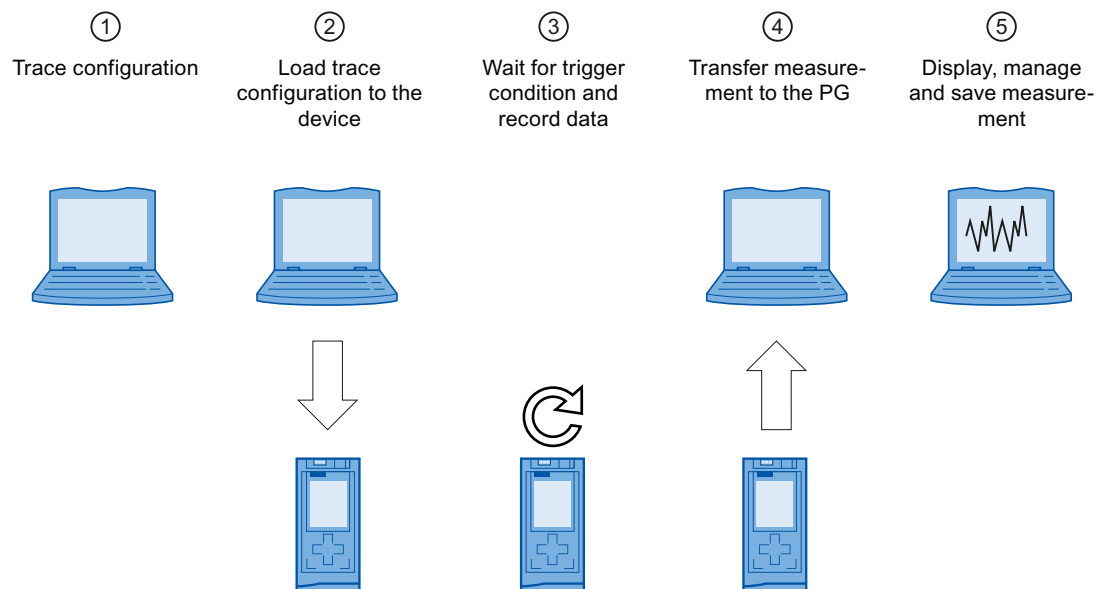 ①
Trace configuration
②
Load trace
configuration to the
device
③
Wait for trigger
condition and
record data
④
Transfer measure-
ment to the PG
⑤
Display, manage
and save measure-
ment